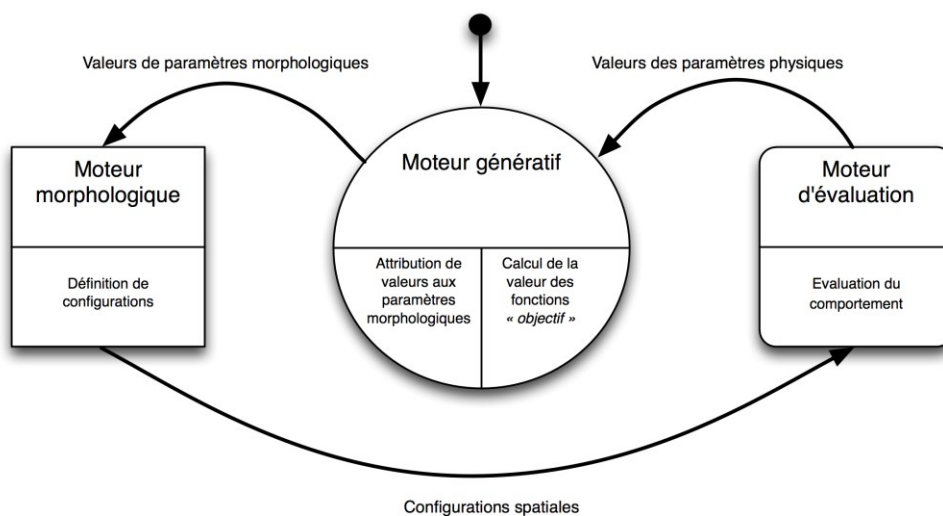 Valeurs de paramètres morphologiques
Valeurs des paramètres physiques
Moteur
morphologique
Définition de
configurations
Moteur génératif
Attribution de
valeurs aux
paramètres
morphologiques
Calcul de la
valeur des
fonctions
« objectif »
Moteur
d'évaluation
Evaluation du
comportement
Configurations spatiales